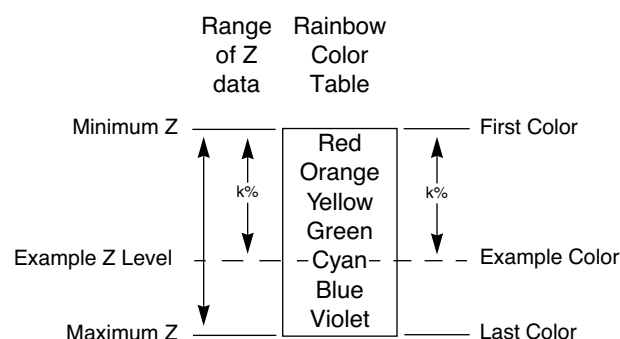 Range of Z data
Rainbow Color Table
Minimum Z
First Color
Red
Orange
k%
k%
Yellow
Green
Example Z Level
Cyan
Example Color
Blue
Violet
Maximum Z
Last Color